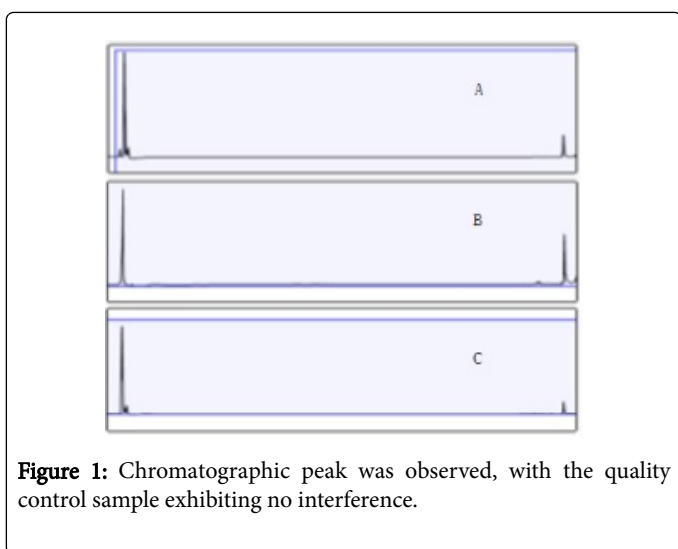 A
B
C
Figure 1: Chromatographic peak was observed, with the quality
control sample exhibiting no interference.